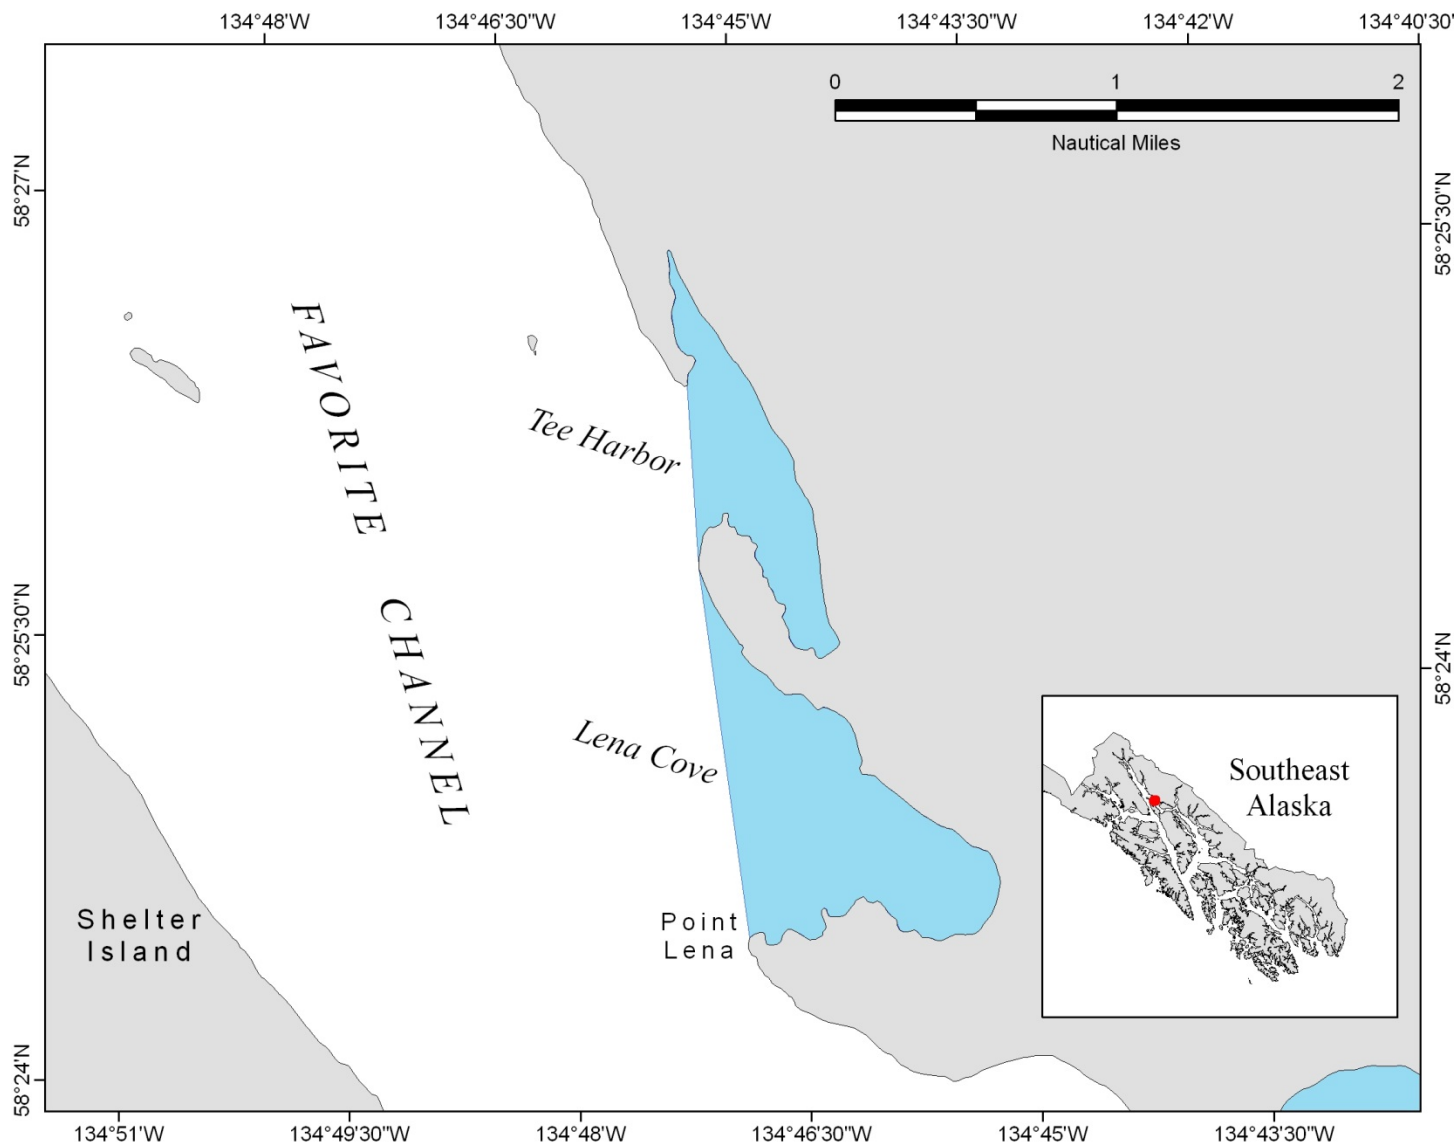 134°48'W 134°46'30"W 134°45'W 134°43'30"W 134°42'W 134°40'30"W
0 1 2
Nautical Miles
58°27'N
58°25'30"N
FAVORITE CHANNEL
Tee Harbor
58°25'30"N
58°24'N
Lena Cove
Southeast
Alaska
Shelter
Island
Point
Lena
58°24'N
134°51'W 134°49'30"W 134°48'W 134°46'30"W 134°45'W 134°43'30"W